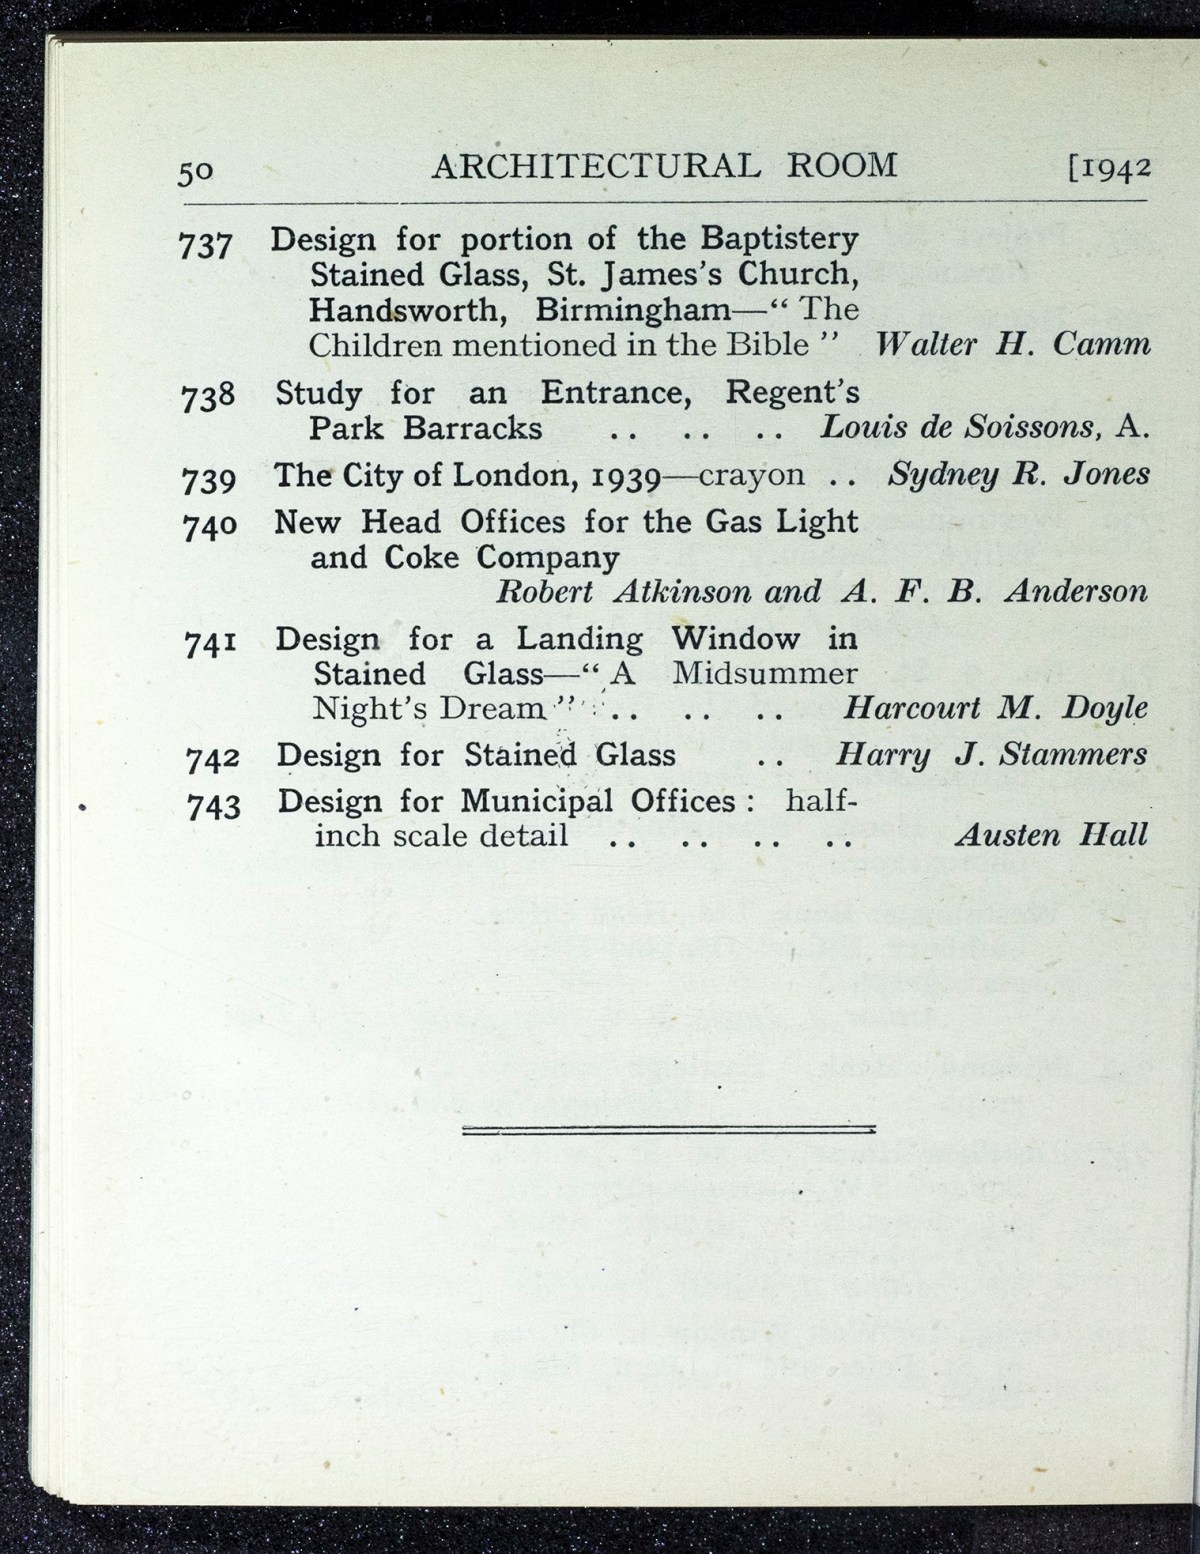 50 ARCHITECTURAL ROOM [1942
737 Design for portion of the Baptistery
Stained Glass, St. James's Church,
Handsworth, Birmingham—“ The
Children mentioned in the Bible ” Walter H. Camm
738 Study for an Entrance, Regent's
Park Barracks .. .. .. Louis de Soissons, A.
739 The City of London, 1939—crayon .. Sydney R. Jones
740 New Head Offices for the Gas Light
and Coke Company
Robert Atkinson and A. F. B. Anderson
741 Design for a Landing Window in
Stained Glass—“ A Midsummer
Night's Dream ” .. .. .. Harcourt M. Doyle
742 Design for Stained Glass .. Harry J. Stammers
743 Design for Municipal Offices : half-
inch scale detail .. .. .. .. Austen Hall